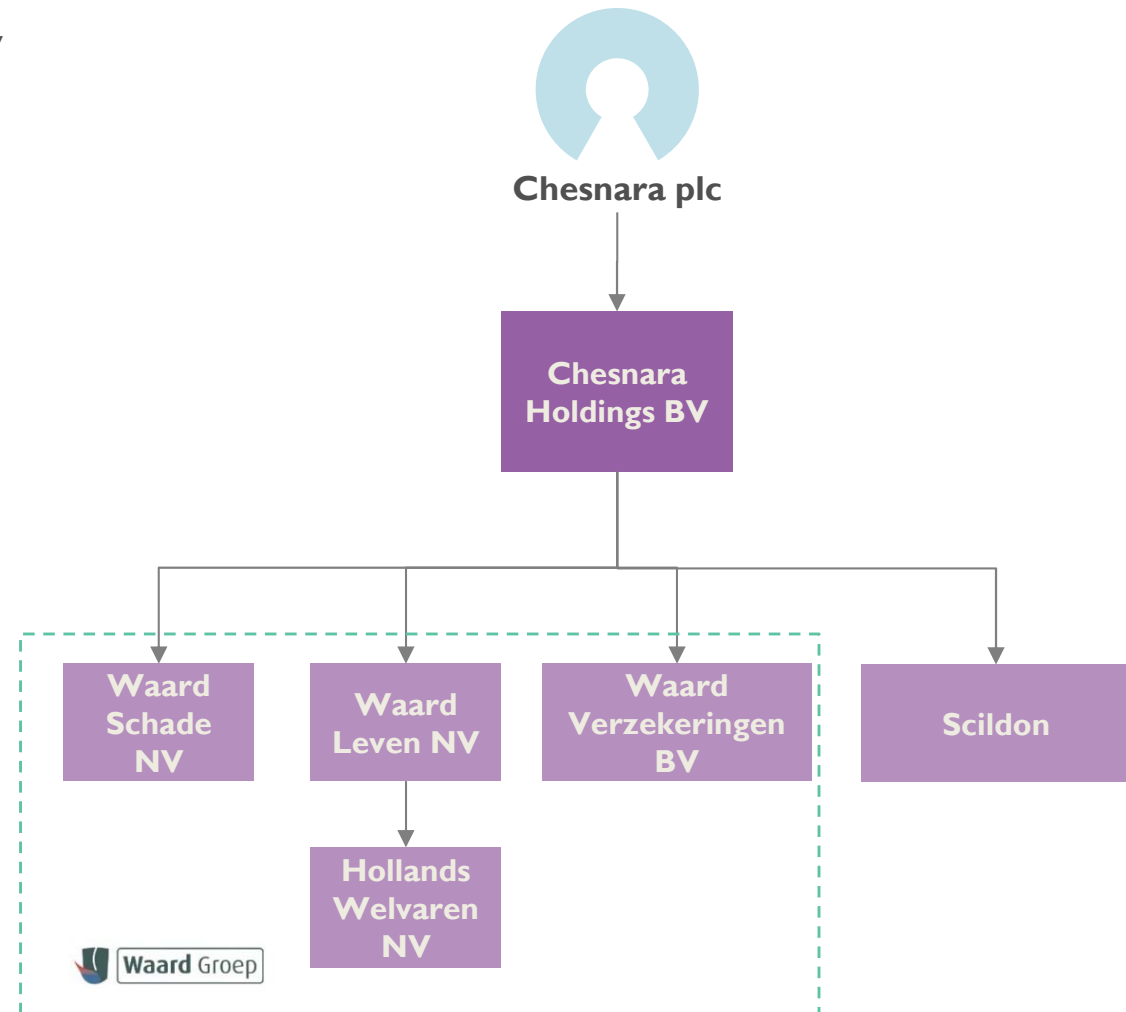 Chesnara plc
Chesnara
Holdings BV
Waard
Schade
NV
Waard
Leven NV
Waard
Verzekeringen
BV
Scildon
Hollands
Welvaren
NV
Waard Groep